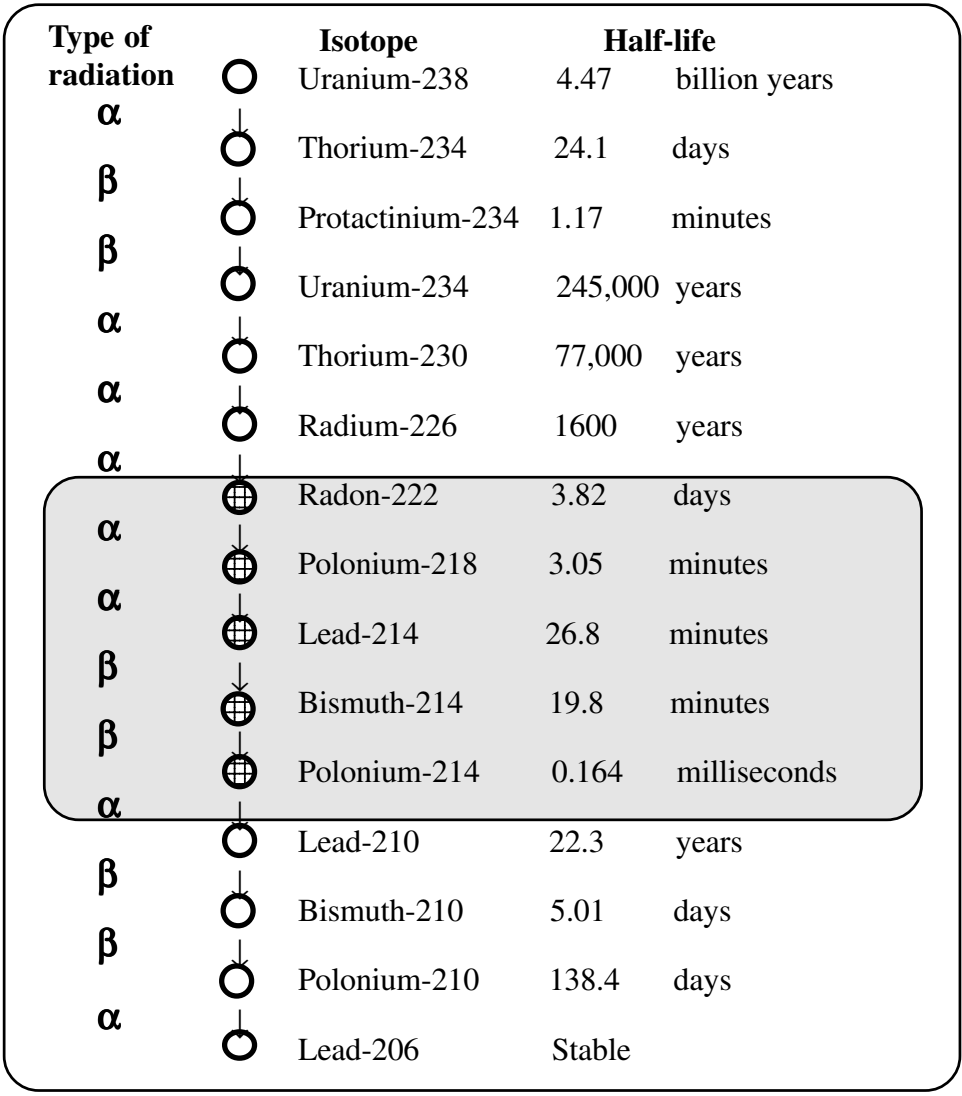 Type of radiation Isotope Half-life
Uranium-238 4.47 billion years
α
Thorium-234 24.1 days
β
Protactinium-234 1.17 minutes
β
Uranium-234 245,000 years
α
Thorium-230 77,000 years
α
Radium-226 1600 years
α
Radon-222 3.82 days
α
Polonium-218 3.05 minutes
α
Lead-214 26.8 minutes
β
Bismuth-214 19.8 minutes
β
Polonium-214 0.164 milliseconds
α
Lead-210 22.3 years
β
Bismuth-210 5.01 days
β
Polonium-210 138.4 days
α
Lead-206 Stable